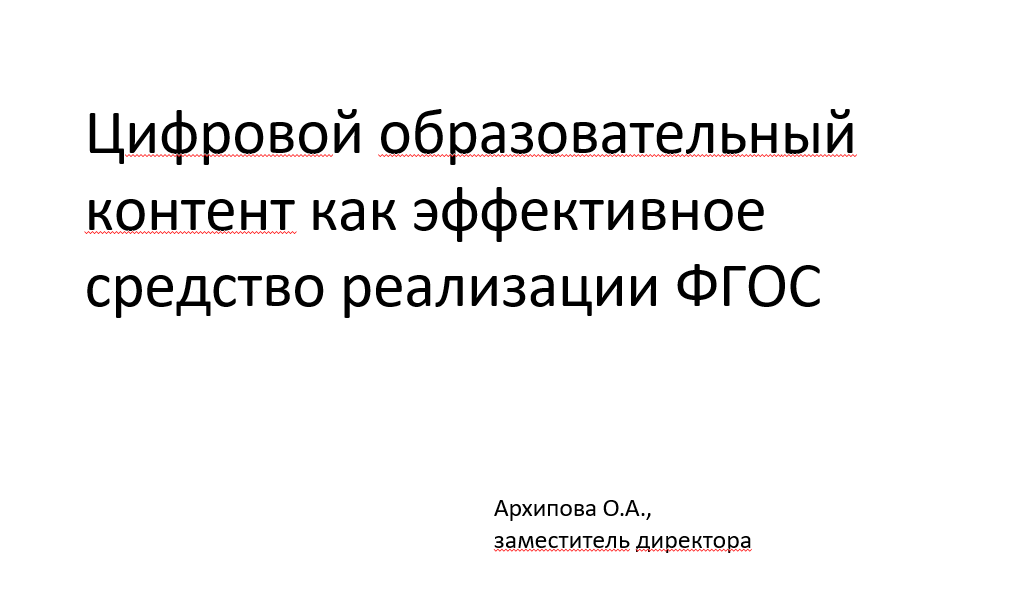 Цифровой образовательный
контент как эффективное
средство реализации ФГОС
Архипова О.А.,
заместитель директора